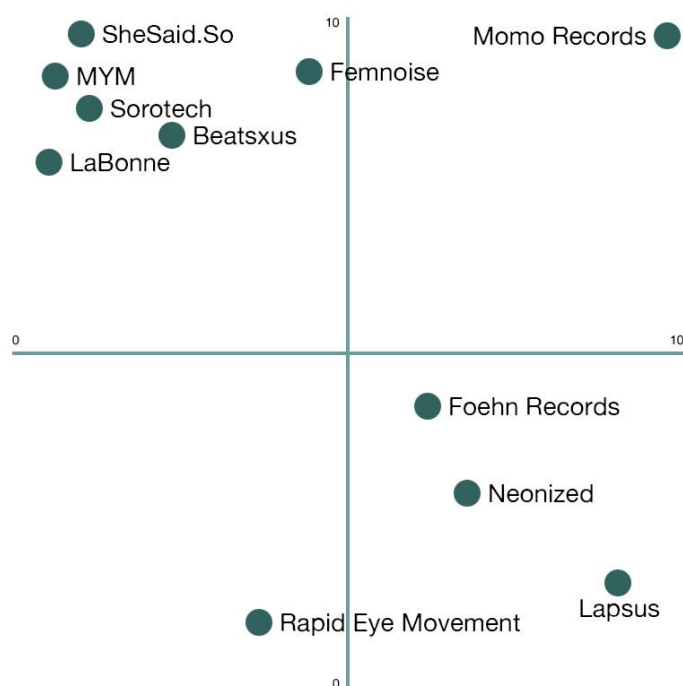 10
SheSaid.So
Momo Records
Femnoise
MYM
Sorotech
Beatsxus
LaBonne
0
10
Foehn Records
Neonized
Lapsus
Rapid Eye Movement
0